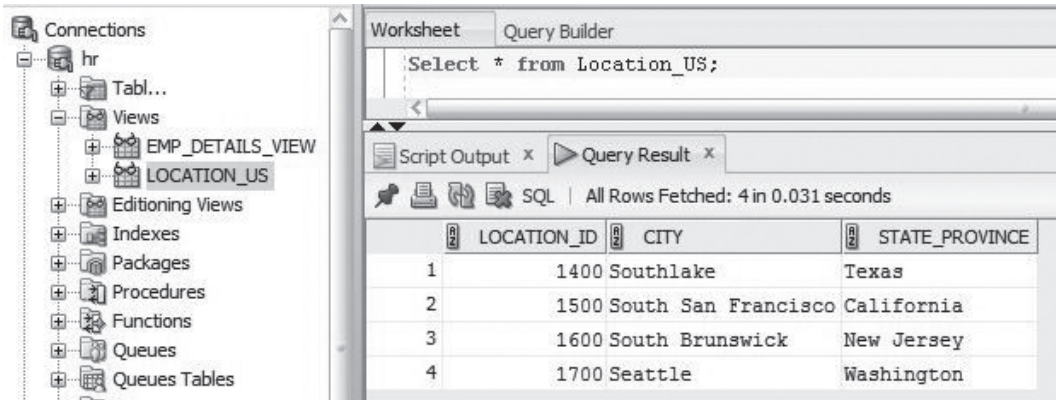 Connections
hr
Tabl...
Views
EMP_DETAILS_VIEW
LOCATION_US
Editioning Views
Indexes
Packages
Procedures
Functions
Queues
Queues Tables
Worksheet Query Builder
Select * from Location_US;
Script Output x Query Result x
SQL | All Rows Fetched: 4 in 0.031 seconds
LOCATION_ID CITY STATE_PROVINCE
1 1400 Southlake Texas
2 1500 South San Francisco California
3 1600 South Brunswick New Jersey
4 1700 Seattle Washington